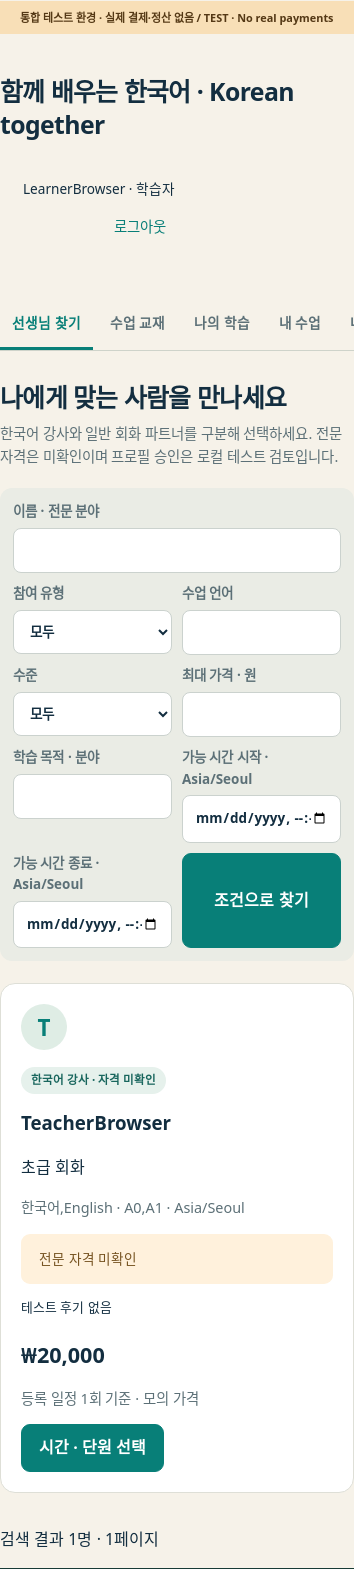 통합 테스트 환경 · 실제 결제·정산 없음 / TEST · No real payments
함께 배우는 한국어 · Korean
together
LearnerBrowser · 학습자
로그아웃
선생님 찾기 수업 교재 나의 학습 내 수업
나에게 맞는 사람을 만나세요
한국어 강사와 일반 회화 파트너를 구분해 선택하세요. 전문
자격은 미확인이며 프로필 승인은 로컬 테스트 검토입니다.
이름 · 전문 분야
참여 유형 수업 언어
모두
수준 최대 가격 · 원
모두
학습 목적 · 분야 가능 시간 시작 ·
Asia/Seoul
mm/dd/yyyy, --:-
가능 시간 종료 ·
Asia/Seoul
mm/dd/yyyy, --:-
조건으로 찾기
T
한국어 강사 · 자격 미확인
TeacherBrowser
초급 회화
한국어,English · A0,A1 · Asia/Seoul
전문 자격 미확인
테스트 후기 없음
₩20,000
등록 일정 1회 기준 · 모의 가격
시간 · 단원 선택
검색 결과 1명 · 1페이지